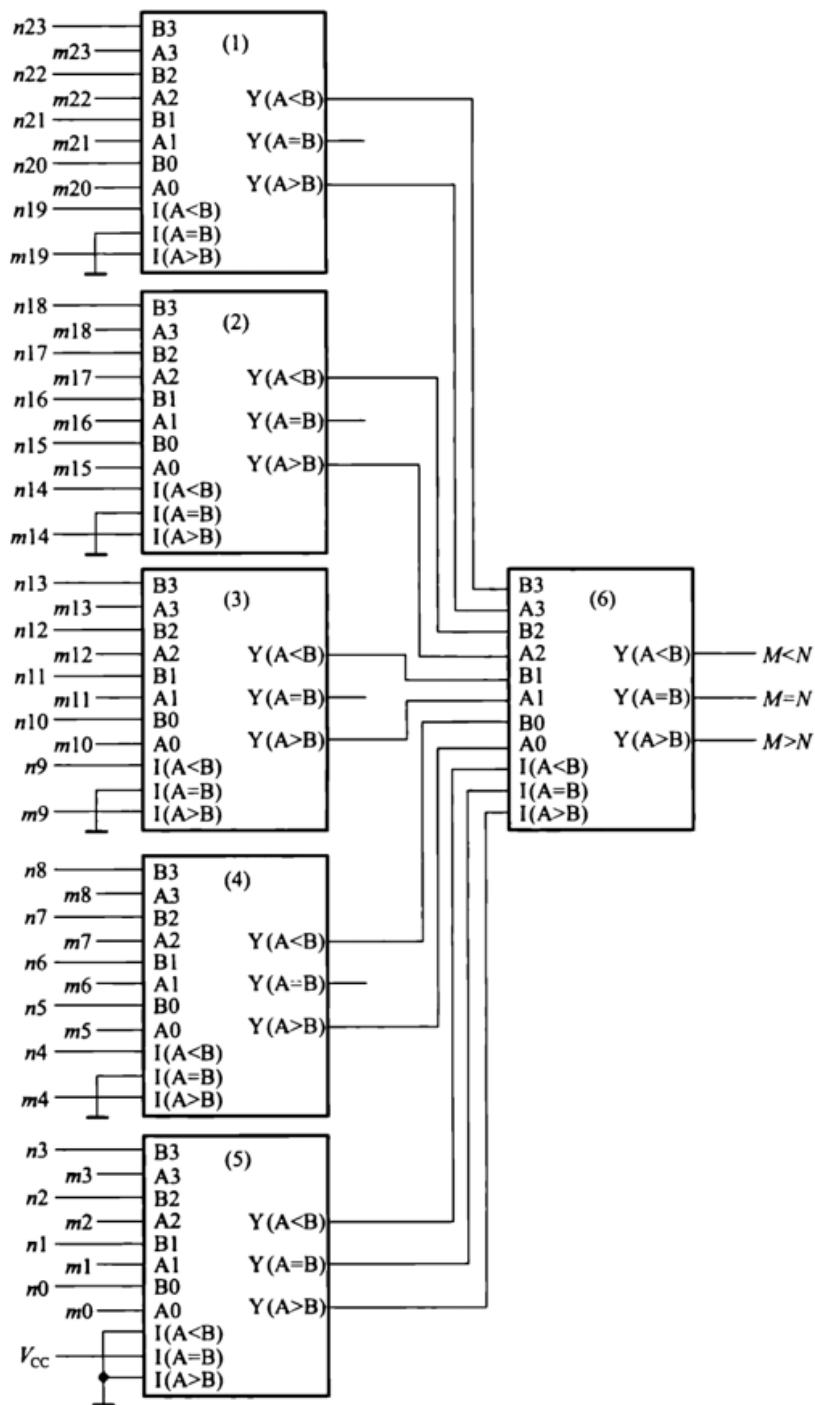 n23 B3 (1)
m23 A3
n22 B2
m22 A2 Y(A<B)
n21 B1
m21 A1 Y(A=B)
n20 B0
m20 A0 Y(A>B)
n19 I(A<B)
I(A=B)
m19 I(A>B)
n18 B3 (2)
m18 A3
n17 B2
m17 A2 Y(A<B)
n16 B1
m16 A1 Y(A=B)
n15 B0
m15 A0 Y(A>B)
n14 I(A<B)
I(A=B)
m14 I(A>B)
n13 B3 (3)
m13 A3
n12 B2
m12 A2 Y(A<B)
n11 B1
m11 A1 Y(A=B)
n10 B0
m10 A0 Y(A>B)
n9 I(A<B)
I(A=B)
m9 I(A>B)
n8 B3 (4)
m8 A3
n7 B2
m7 A2 Y(A<B)
n6 B1
m6 A1 Y(A=B)
n5 B0
m5 A0 Y(A>B)
n4 I(A<B)
I(A=B)
m4 I(A>B)
n3 B3 (5)
m3 A3
n2 B2
m2 A2 Y(A<B)
n1 B1
m1 A1 Y(A=B)
n0 B0
m0 A0 Y(A>B)
I(A<B)
VCC I(A=B)
I(A>B)
B3 (6)
A3
B2
A2 Y(A<B) M<N
B1
A1 Y(A=B) M=N
B0
A0 Y(A>B) M>N
I(A<B)
I(A=B)
I(A>B)